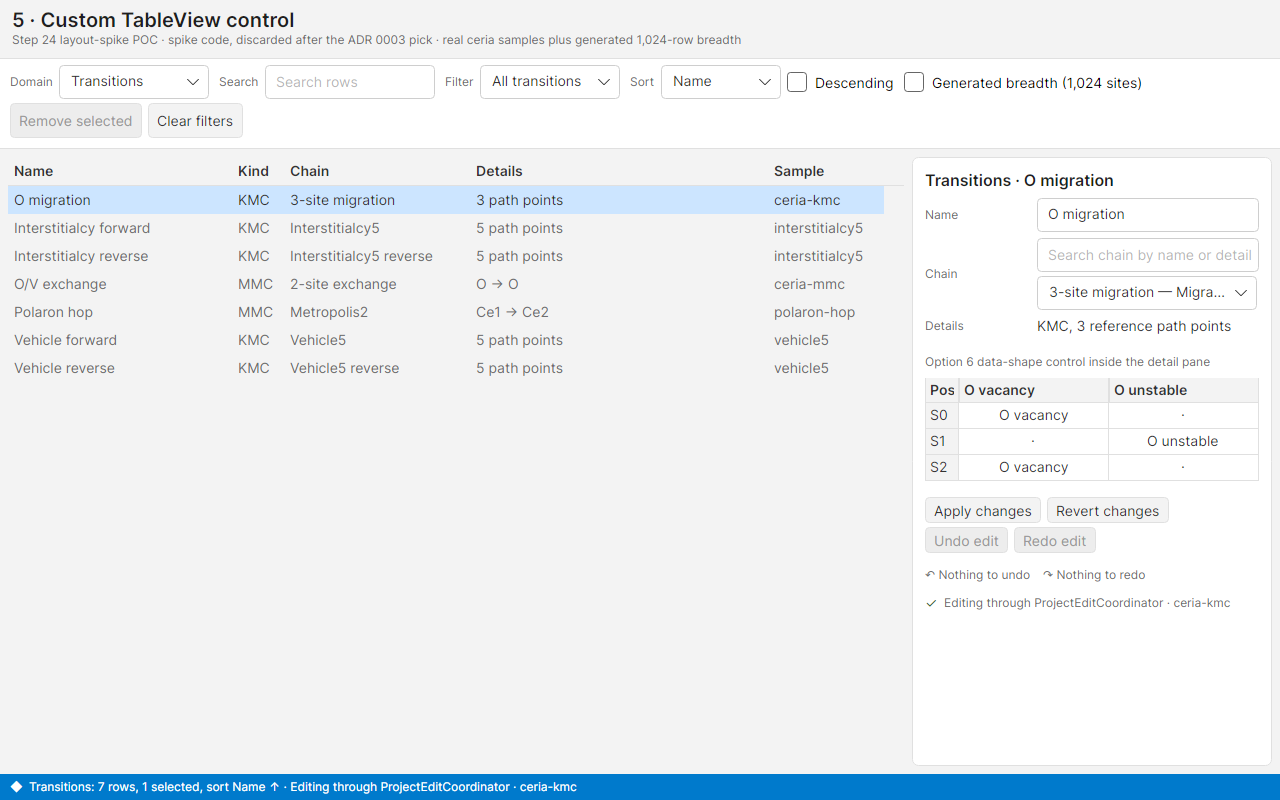 5 · Custom TableView control
Step 24 layout-spike POC · spike code, discarded after the ADR 0003 pick · real ceria samples plus generated 1,024-row breadth
Domain Transitions Search Search rows Filter All transitions Sort Name Descending Generated breadth (1,024 sites)
Remove selected Clear filters
Name Kind Chain Details Sample
O migration KMC 3-site migration 3 path points ceria-kmc
Interstitialcy forward KMC Interstitialcy5 5 path points interstitialcy5
Interstitialcy reverse KMC Interstitialcy5 reverse 5 path points interstitialcy5
O/V exchange MMC 2-site exchange O → O ceria-mmc
Polaron hop MMC Metropolis2 Ce1 → Ce2 polaron-hop
Vehicle forward KMC Vehicle5 5 path points vehicle5
Vehicle reverse KMC Vehicle5 reverse 5 path points vehicle5
Transitions · O migration
Name O migration
Search chain by name or detail
Chain
3-site migration — Migra...
Details KMC, 3 reference path points
Option 6 data-shape control inside the detail pane
Pos O vacancy O unstable
S0 O vacancy ·
S1 · O unstable
S2 O vacancy ·
Apply changes Revert changes
Undo edit Redo edit
↶ Nothing to undo ↷ Nothing to redo
✓ Editing through ProjectEditCoordinator · ceria-kmc
◆ Transitions: 7 rows, 1 selected, sort Name ↑ · Editing through ProjectEditCoordinator · ceria-kmc